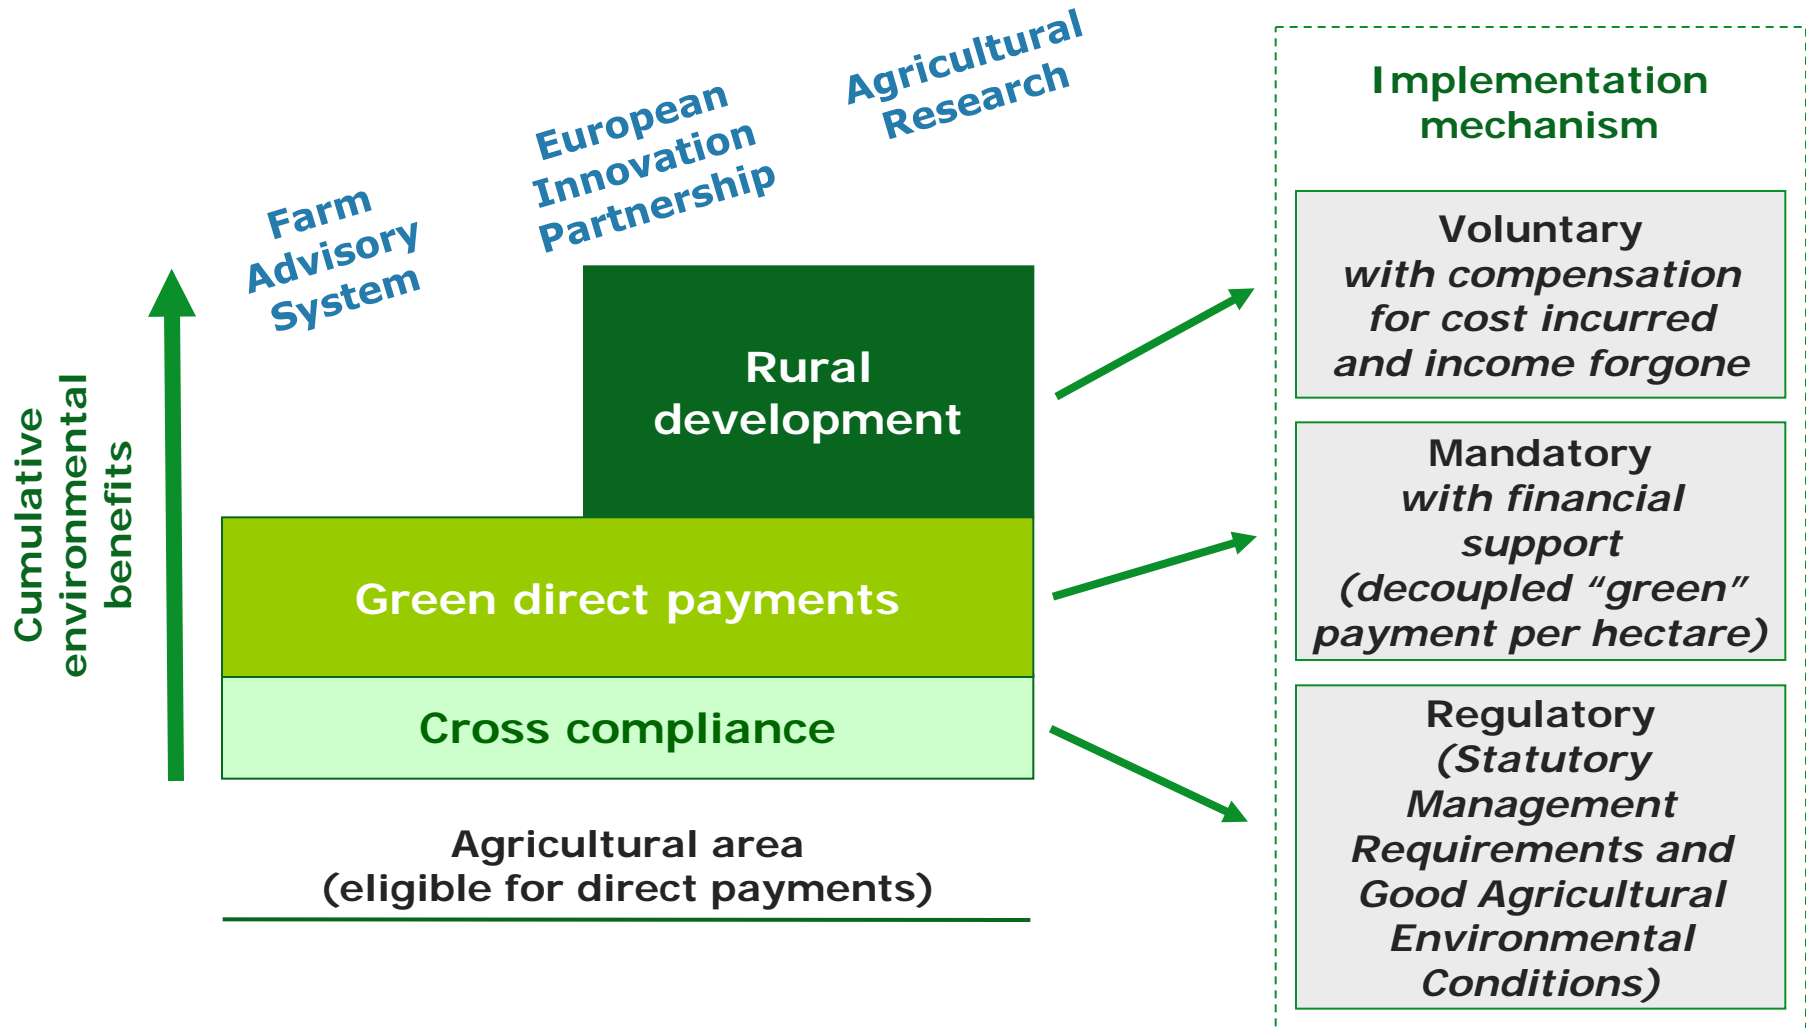 Farm
Advisory
System
European
Innovation
Partnership
Agricultural
Research
Cumulative
environmental
benefits
Rural
development
Green direct payments
Cross compliance
Agricultural area
(eligible for direct payments)
Implementation
mechanism
Voluntary
with compensation
for cost incurred
and income forgone
Mandatory
with financial
support
(decoupled “green”
payment per hectare)
Regulatory
(Statutory
Management
Requirements and
Good Agricultural
Environmental
Conditions)